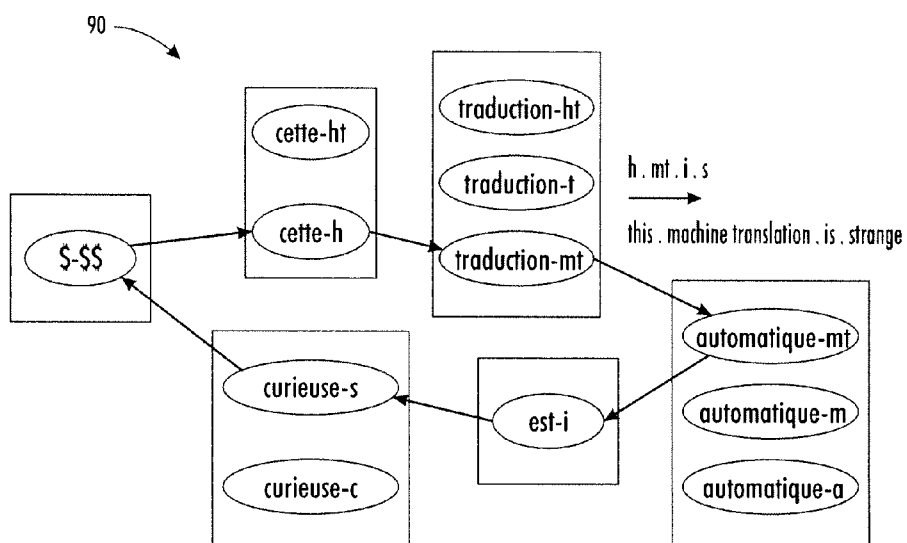 90
cette-ht
cette-h
traduction-ht
traduction-t
traduction-mt
h . mt . i . s
this . machine translation . is . strange
$-$$
automatique-mt
automatique-m
automatique-a
est-i
curieuse-s
curieuse-c